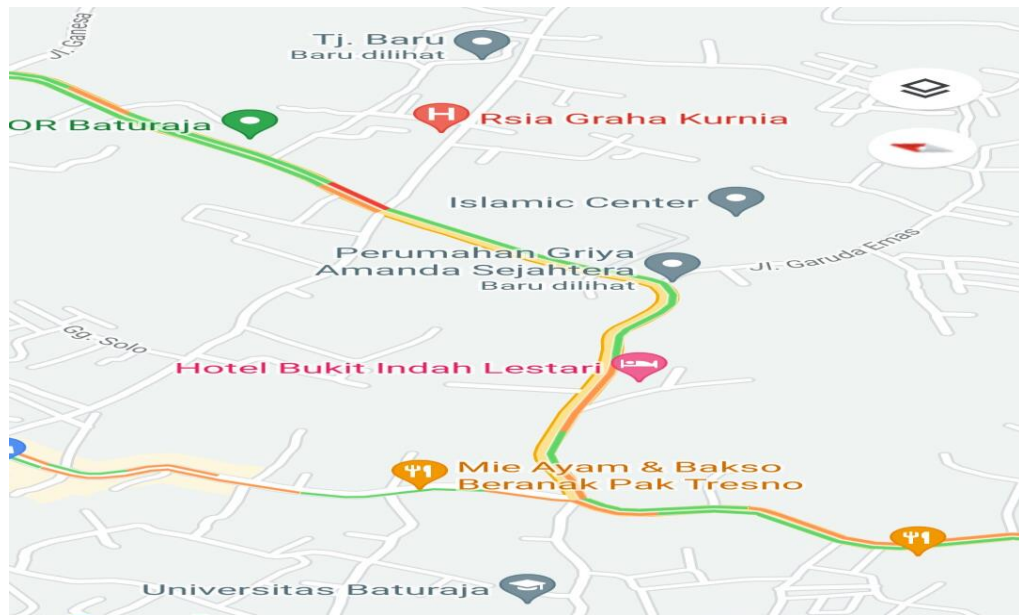 Jl. Ganesa
Tj. Baru
Baru dilihat
OR Baturaja
H
Rsia Graha Kurnia
Islamic Center
Perumahan Griya
Amanda Sejahtera
Baru dilihat
Jl. Garuda Emas
Gg. Solo
Hotel Bukit Indah Lestari
Mie Ayam & Bakso
Beranak Pak Tresno
Universitas Baturaja